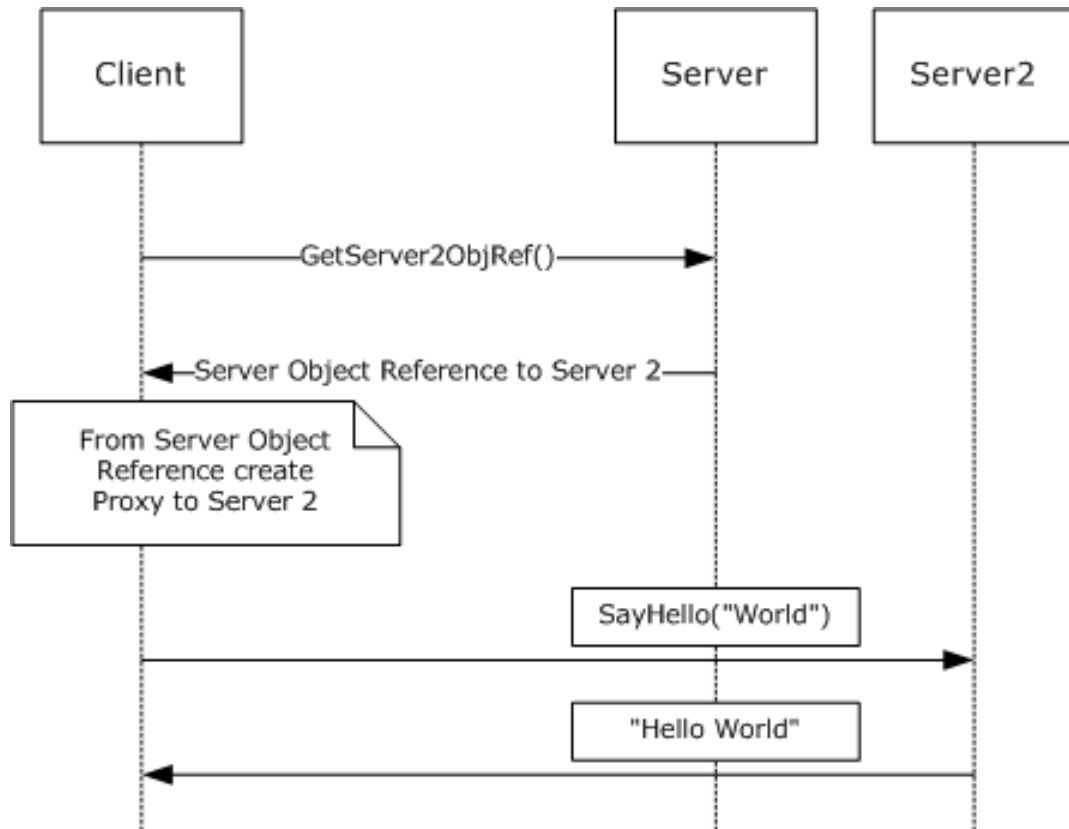 Client
Server
Server2
GetServer2ObjRef()
Server Object Reference to Server 2
From Server Object
Reference create
Proxy to Server 2
SayHello("World")
"Hello World"